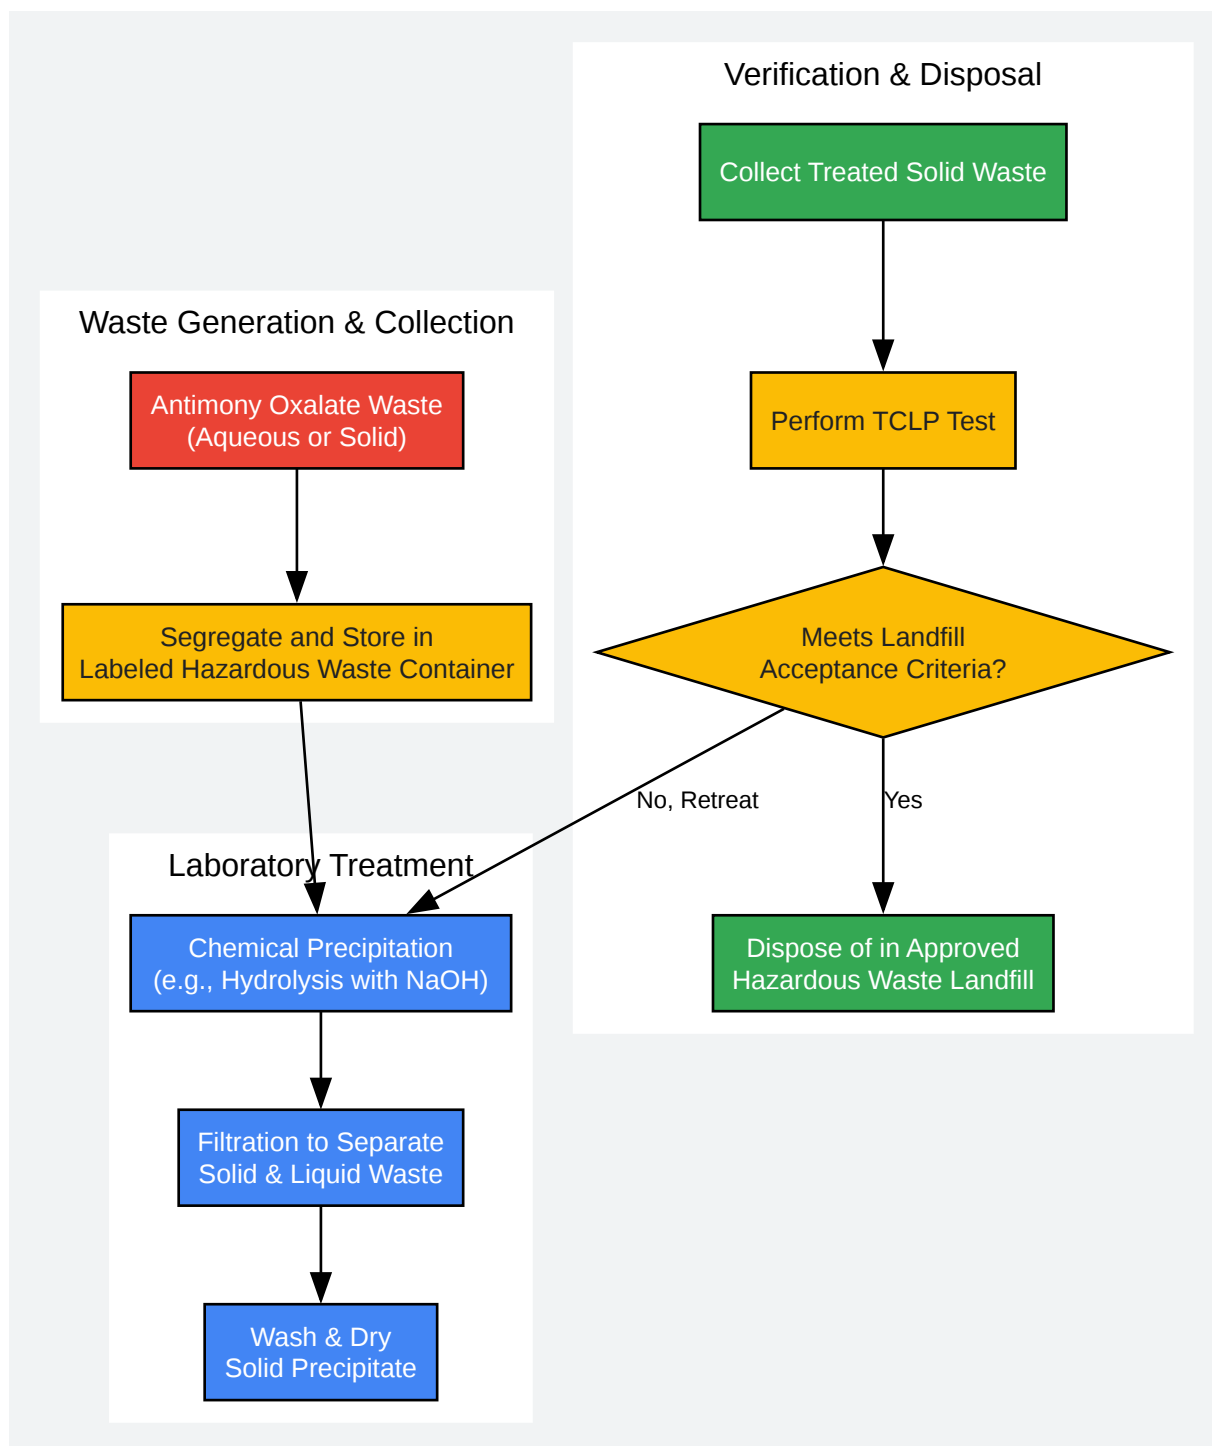 Waste Generation & Collection
Antimony Oxalate Waste
(Aqueous or Solid)
Segregate and Store in
Labeled Hazardous Waste Container
Laboratory Treatment
Chemical Precipitation
(e.g., Hydrolysis with NaOH)
Filtration to Separate
Solid & Liquid Waste
Wash & Dry
Solid Precipitate
Verification & Disposal
Collect Treated Solid Waste
Perform TCLP Test
Meets Landfill
Acceptance Criteria?
No, Retreat
Yes
Dispose of in Approved
Hazardous Waste Landfill